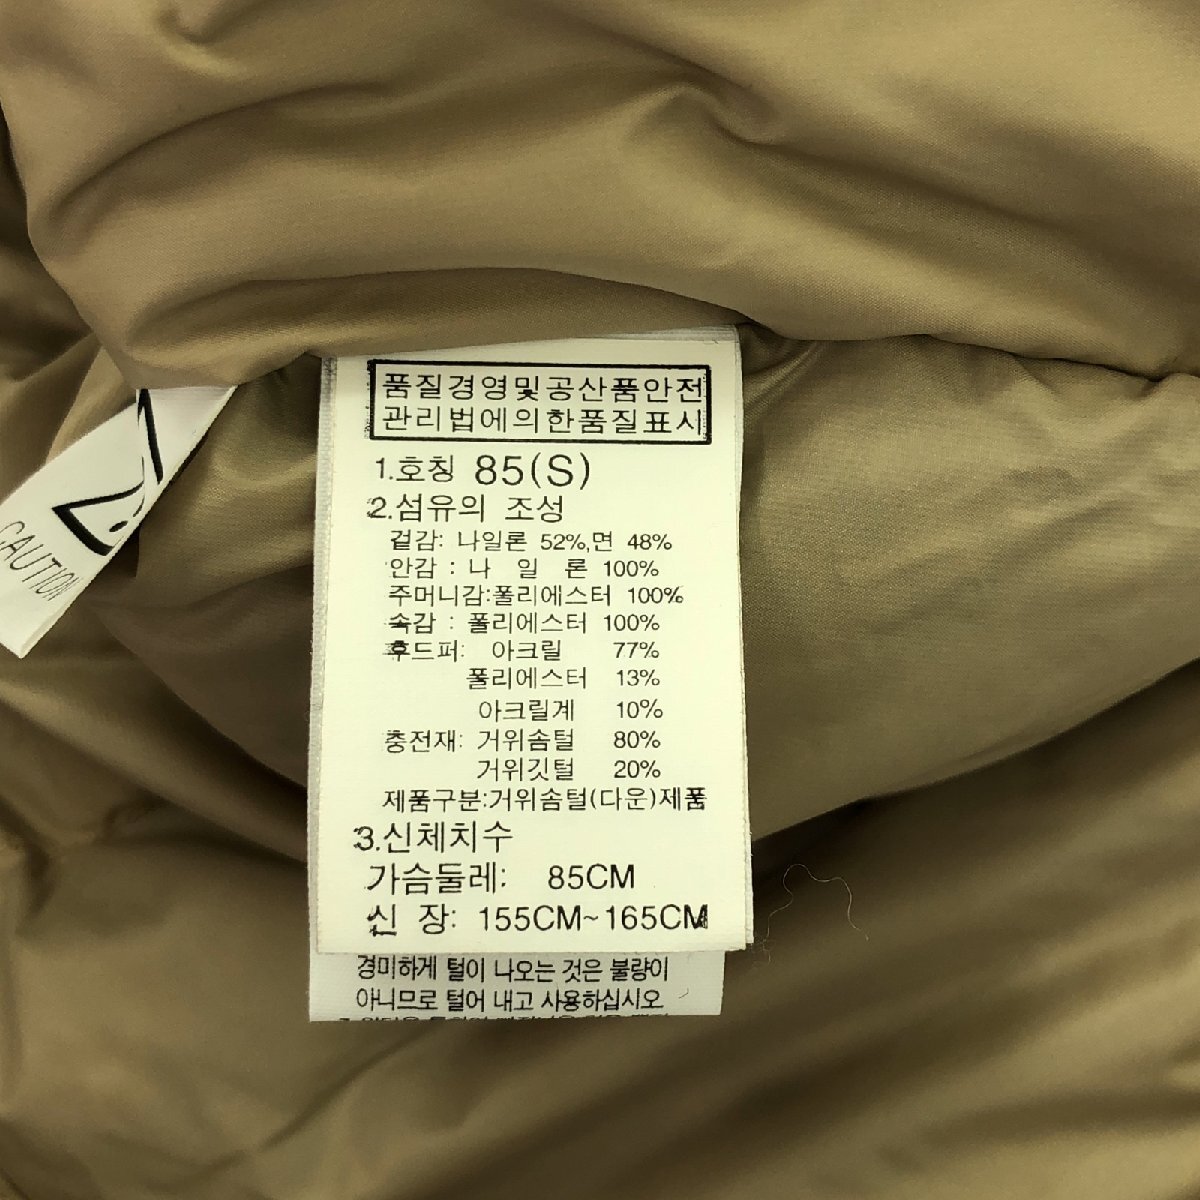 품질경영및공산품안전
관리법에의한품질표시
1.호칭 85(S)
2.섬유의 조성
겉감: 나일론 52%,면 48%
안감 : 나 일 론 100%
주머니감:폴리에스터 100%
속감 : 폴리에스터 100%
후드퍼: 아크릴 77%
폴리에스터 13%
아크릴계 10%
충전재: 거위솜털 80%
거위깃털 20%
제품구분:거위솜털(다운)제품
3.신체치수
가슴둘레: 85CM
신 장: 155CM~165CM
경미하게 털이 나오는 것은 불량이
아니므로 털어 내고 사용하십시오
CAUTION